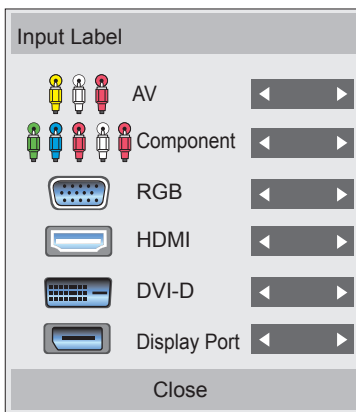 Input Label
AV
Component
RGB
HDMI
DVI-D
Display Port
Close